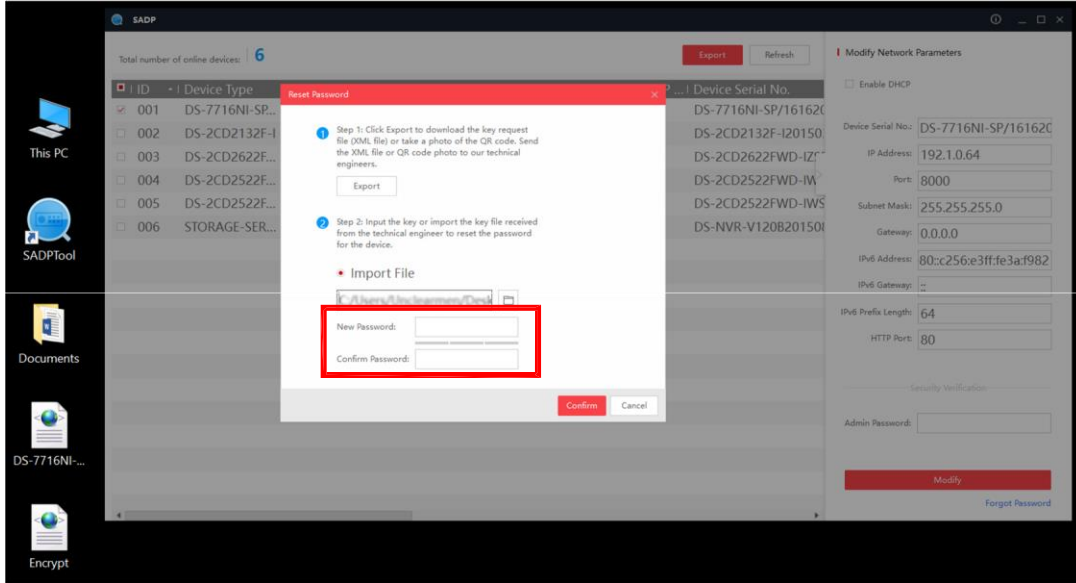 SADP
Total number of online devices: 6
Export
Refresh
ID
Device Type
Device Serial No.
001
DS-7716NI-SP...
DS-7716NI-SP/161620
002
DS-2CD2132F-I
DS-2CD2132F-I20150
003
DS-2CD2622F...
DS-2CD2622FWD-IZS
004
DS-2CD2522F...
DS-2CD2522FWD-IW
005
DS-2CD2522F...
DS-2CD2522FWD-IWS
006
STORAGE-SER...
DS-NVR-V120B201508
Reset Password
1
Step 1: Click Export to download the key request
file (XML file) or take a photo of the QR code. Send
the XML file or QR code photo to our technical
engineers.
Export
2
Step 2: Input the key or import the key file received
from the technical engineer to reset the password
for the device.
Import File
New Password:
Confirm Password:
Confirm
Cancel
Modify Network Parameters
Enable DHCP
Device Serial No.: DS-7716NI-SP/161620
IP Address: 192.1.0.64
Port: 8000
Subnet Mask: 255.255.255.0
Gateway: 0.0.0.0
IPv6 Address: 80::c256:e3ff:fe3a:f982
IPv6 Gateway: ::
IPv6 Prefix Length: 64
HTTP Port: 80
Security Verification
Admin Password:
Modify
Forgot Password
This PC
SADPTool
Documents
DS-7716NI-...
Encrypt